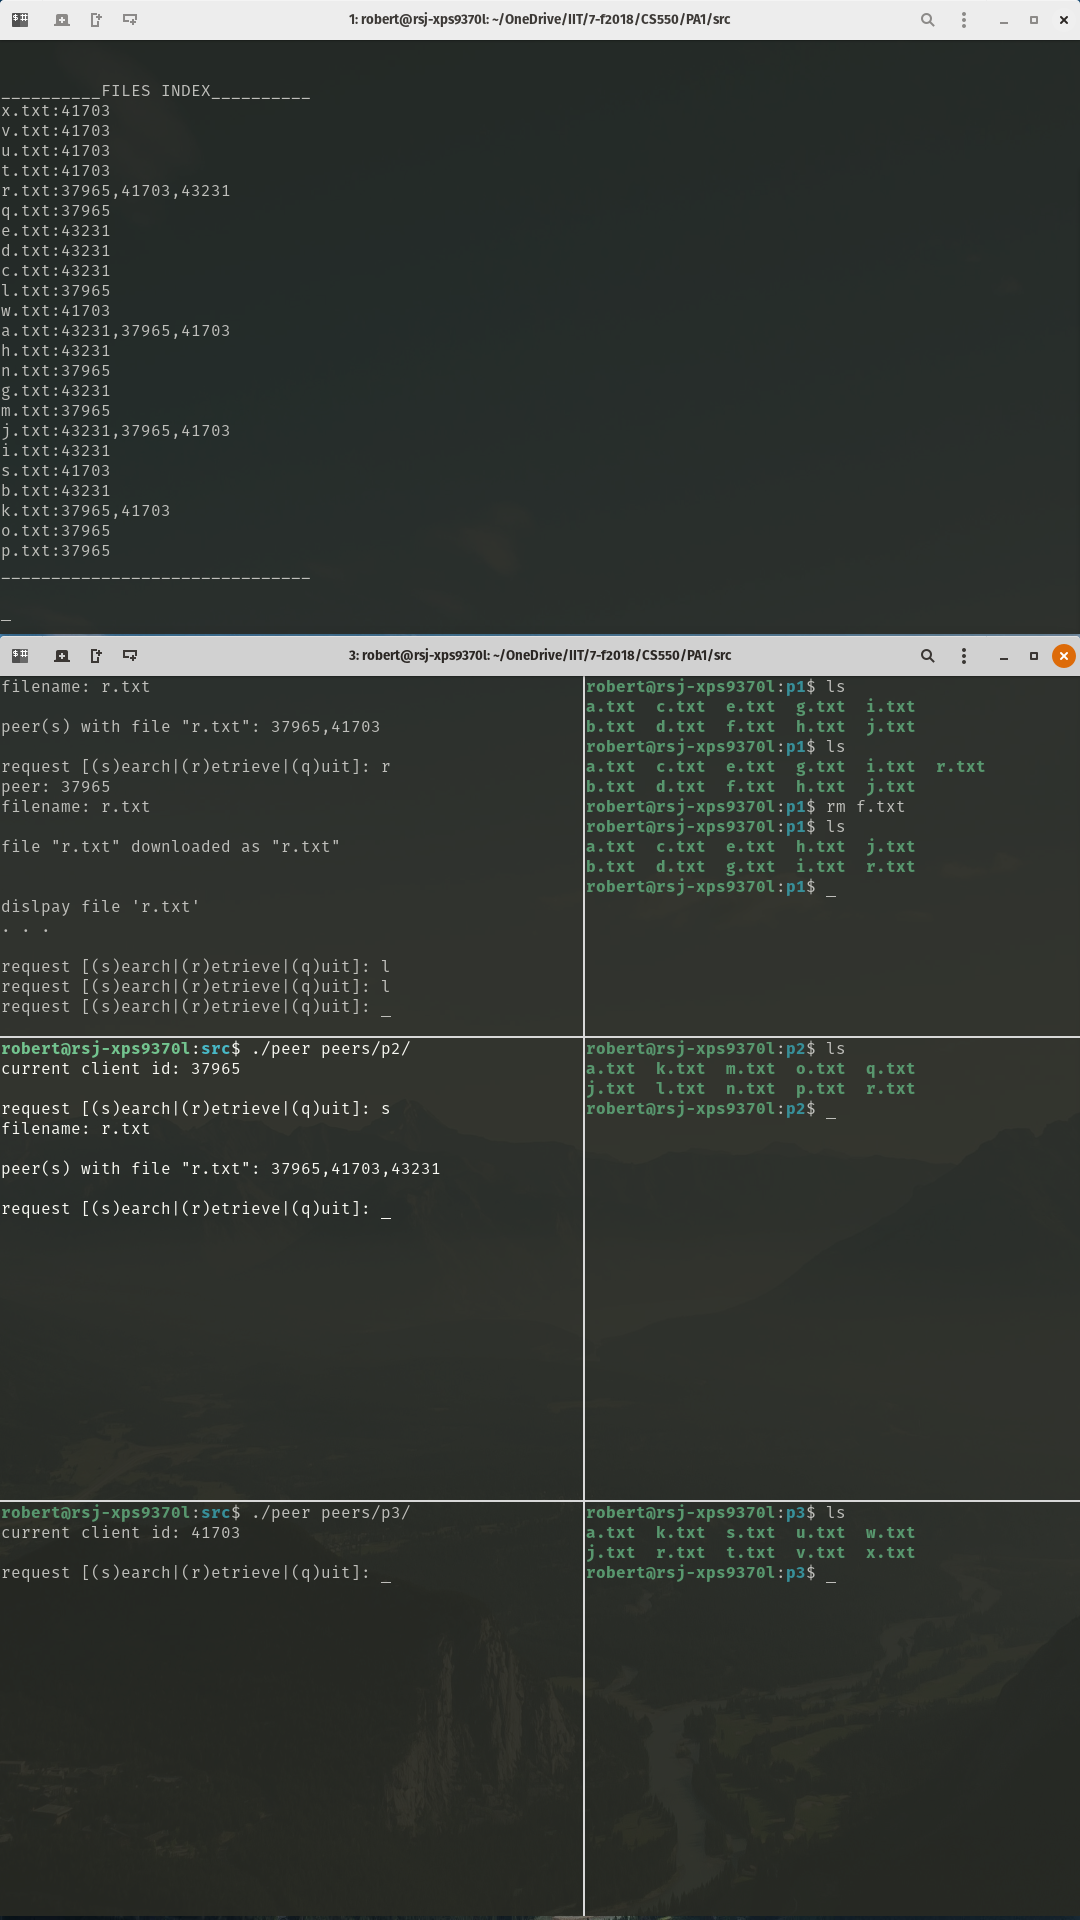 1: robert@rsj-xps9370l: ~/OneDrive/IIT/7-f2018/CS550/PA1/src
__________FILES INDEX__________
x.txt:41703
v.txt:41703
u.txt:41703
t.txt:41703
r.txt:37965,41703,43231
q.txt:37965
e.txt:43231
d.txt:43231
c.txt:43231
l.txt:37965
w.txt:41703
a.txt:43231,37965,41703
h.txt:43231
n.txt:37965
g.txt:43231
m.txt:37965
j.txt:43231,37965,41703
i.txt:43231
s.txt:41703
b.txt:43231
k.txt:37965,41703
o.txt:37965
p.txt:37965
_______________________________
_
3: robert@rsj-xps9370l: ~/OneDrive/IIT/7-f2018/CS550/PA1/src
filename: r.txt
peer(s) with file "r.txt": 37965,41703
request [(s)earch|(r)etrieve|(q)uit]: r
peer: 37965
filename: r.txt
file "r.txt" downloaded as "r.txt"
dislpay file 'r.txt'
. . .
request [(s)earch|(r)etrieve|(q)uit]: l
request [(s)earch|(r)etrieve|(q)uit]: l
request [(s)earch|(r)etrieve|(q)uit]: _
robert@rsj-xps9370l:p1$ ls
a.txt  c.txt  e.txt  g.txt  i.txt
b.txt  d.txt  f.txt  h.txt  j.txt
robert@rsj-xps9370l:p1$ ls
a.txt  c.txt  e.txt  g.txt  i.txt  r.txt
b.txt  d.txt  f.txt  h.txt  j.txt
robert@rsj-xps9370l:p1$ rm f.txt
robert@rsj-xps9370l:p1$ ls
a.txt  c.txt  e.txt  h.txt  j.txt
b.txt  d.txt  g.txt  i.txt  r.txt
robert@rsj-xps9370l:p1$ _
robert@rsj-xps9370l:src$ ./peer peers/p2/
current client id: 37965
request [(s)earch|(r)etrieve|(q)uit]: s
filename: r.txt
peer(s) with file "r.txt": 37965,41703,43231
request [(s)earch|(r)etrieve|(q)uit]: _
robert@rsj-xps9370l:p2$ ls
a.txt  k.txt  m.txt  o.txt  q.txt
j.txt  l.txt  n.txt  p.txt  r.txt
robert@rsj-xps9370l:p2$ _
robert@rsj-xps9370l:src$ ./peer peers/p3/
current client id: 41703
request [(s)earch|(r)etrieve|(q)uit]: _
robert@rsj-xps9370l:p3$ ls
a.txt  k.txt  s.txt  u.txt  w.txt
j.txt  r.txt  t.txt  v.txt  x.txt
robert@rsj-xps9370l:p3$ _